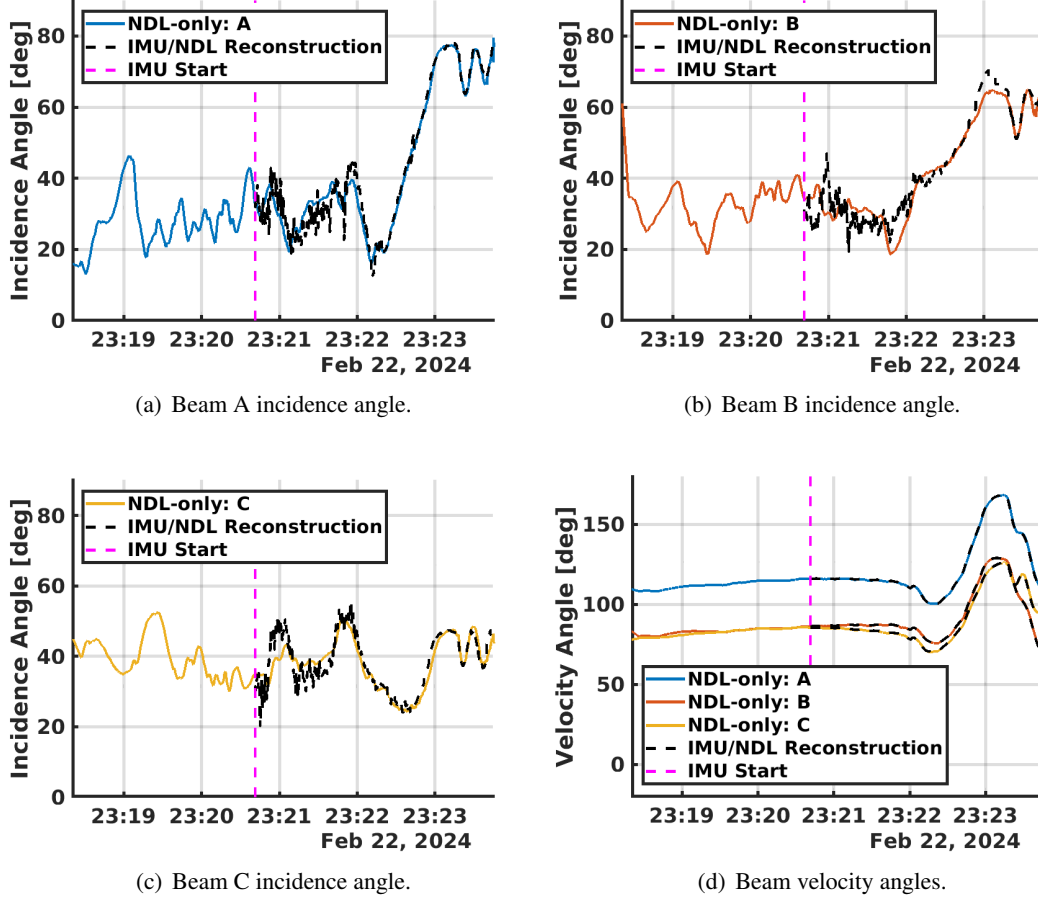 NDL-only: A
IMU/NDL Reconstruction
IMU Start
Incidence Angle [deg]
80
60
40
20
0
23:19 23:20 23:21 23:22 23:23
Feb 22, 2024
(a) Beam A incidence angle.
NDL-only: B
IMU/NDL Reconstruction
IMU Start
Incidence Angle [deg]
80
60
40
20
0
23:19 23:20 23:21 23:22 23:23
Feb 22, 2024
(b) Beam B incidence angle.
NDL-only: C
IMU/NDL Reconstruction
IMU Start
Incidence Angle [deg]
80
60
40
20
0
23:19 23:20 23:21 23:22 23:23
Feb 22, 2024
(c) Beam C incidence angle.
Velocity Angle [deg]
150
100
50
0
NDL-only: A
NDL-only: B
NDL-only: C
IMU/NDL Reconstruction
IMU Start
23:19 23:20 23:21 23:22 23:23
Feb 22, 2024
(d) Beam velocity angles.